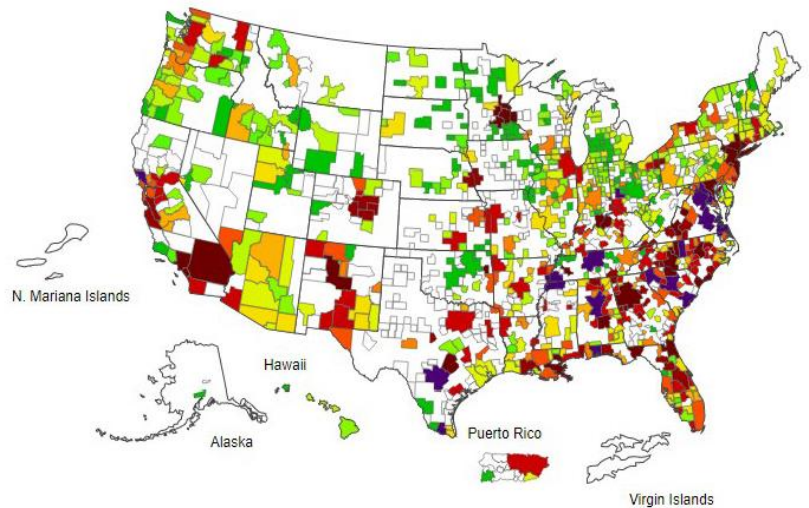 N. Mariana Islands
Hawaii
Alaska
Puerto Rico
Virgin Islands